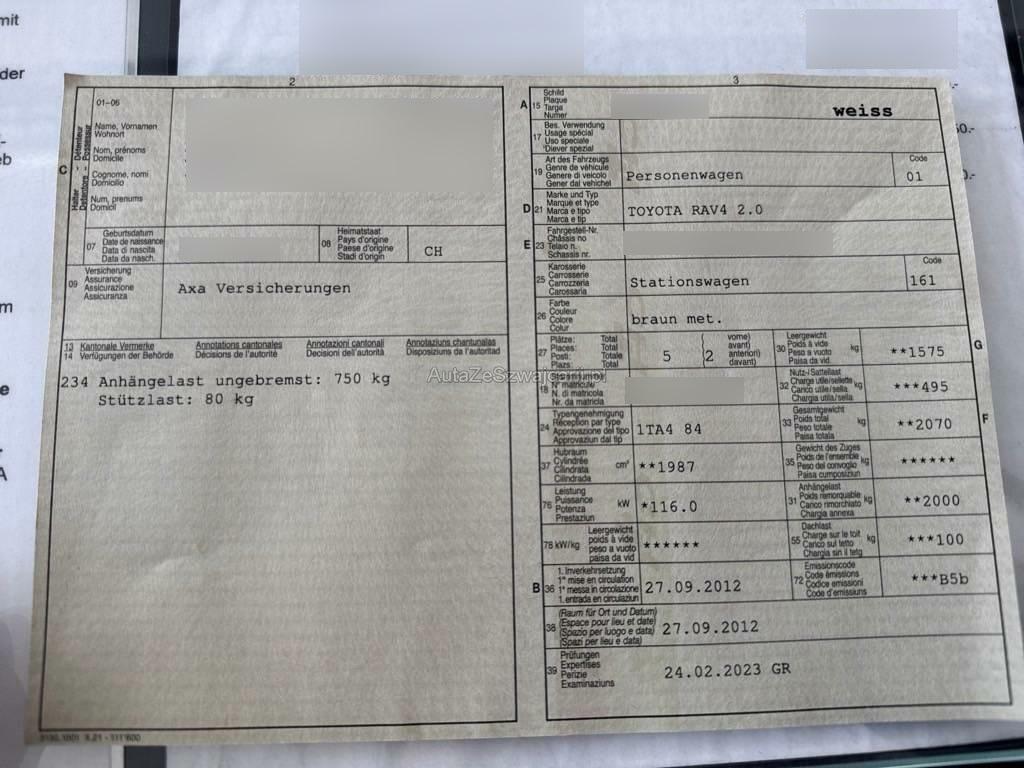 mit
der
2
01-06
Name, Vornamen
Wohnort
Nom, prénoms
Domicile
Cognome, nomi
Domicilio
Num, prenums
Domicil
C
Halter - Détenteur
Detentore - Possessur
07 Geburtsdatum
Date de naissance
Data di nascita
Data da nasch.
08 Heimatstaat
Pays d'origine
Paese d'origine
Stadi d'origin
CH
09 Versicherung
Assurance
Assicurazione
Assicuranza
Axa Versicherungen
13 Kantonale Vermerke Annotations cantonales Annotazioni cantonali Annotaziuns chantunalas
14 Verfügungen der Behörde Décisions de l'autorité Decisioni dell'autorità Disposiziuns da l'autoritad
234 Anhängelast ungebremst: 750 kg
Stützlast: 80 kg
3
A 15 Schild
Plaque
Targa
Numer
weiss
17 Bes. Verwendung
Usage spécial
Uso speciale
Diever spezial
19 Art des Fahrzeugs
Genre de véhicule
Genere di veicolo
Gener dal vehichel
Personenwagen
Code
01
D 21 Marke und Typ
Marque et type
Marca e tipo
Marca e tip
TOYOTA RAV4 2.0
E 23 Fahrgestell-Nr.
Châssis no
Telaio n.
Schassis nr.
25 Karosserie
Carrosserie
Carrozzeria
Carossaria
Stationswagen
Code
161
26 Farbe
Couleur
Colore
Colur
braun met.
27 Plätze: Total
Places: Total
Posti: Totale
Plazs: Total
5
2
vorne)
avant)
anteriori)
davant)
30 Leergewicht
Poids à vide
Peso a vuoto
Paisa da vid
kg
**1575
G
18 Stammnummer
N° matricule
N. di matricola
Nr. da matricla
32 Nutz-/Sattellast
Charge utile/sellette
Carico utile/sella
Chargia utila/sella
kg
***495
24 Typengenehmigung
Réception par type
Approvazione del tipo
Approvaziun dal tip
1TA4 84
33 Gesamtgewicht
Poids total
Peso totale
Paisa totala
kg
**2070
F
37 Hubraum
Cylindrée
Cilindrata
Cilindrada
cm³
**1987
35 Gewicht des Zuges
Poids de l'ensemble
Peso del convoglio
Paisa cumposiziun
kg
******
76 Leistung
Puissance
Potenza
Prestaziun
kW
*116.0
31 Anhängelast
Poids remorquable
Carico rimorchiato
Chargia annexa
kg
**2000
78 kW/kg Leergewicht
poids à vide
peso a vuoto
paisa da vid
******
55 Dachlast
Charge sur le toit
Carico sul tetto
Chargia sin il tetg
kg
***100
B 36 1. Inverkehrsetzung
1re mise en circulation
1a messa in circolazione
1. entrada en circulaziun
27.09.2012
72 Emissionscode
Code émissions
Codice emissioni
Code d'emissiuns
***B5b
38 (Raum für Ort und Datum)
(Espace pour lieu et date)
(Spazio per luogo e data)
(Spazi per lieu e data)
27.09.2012
39 Prüfungen
Expertises
Perizie
Examinaziuns
24.02.2023 GR